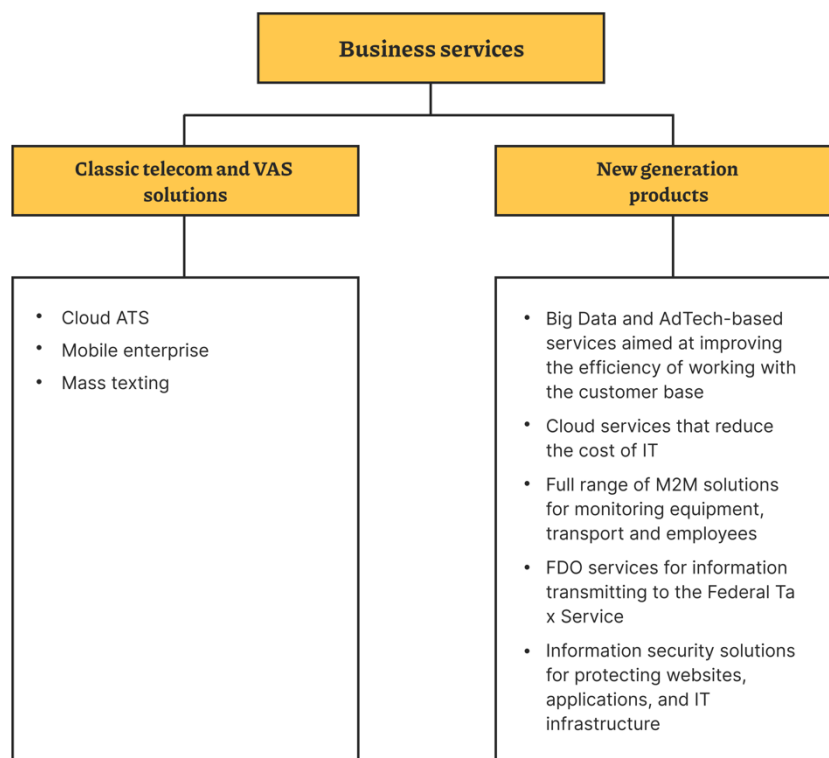 Business services
Classic telecom and VAS
solutions
• Cloud ATS
• Mobile enterprise
• Mass texting
New generation
products
• Big Data and AdTech-based
services aimed at improving
the efficiency of working with
the customer base
• Cloud services that reduce
the cost of IT
• Full range of M2M solutions
for monitoring equipment,
transport and employees
• FDO services for information
transmitting to the Federal Ta
x Service
• Information security solutions
for protecting websites,
applications, and IT
infrastructure